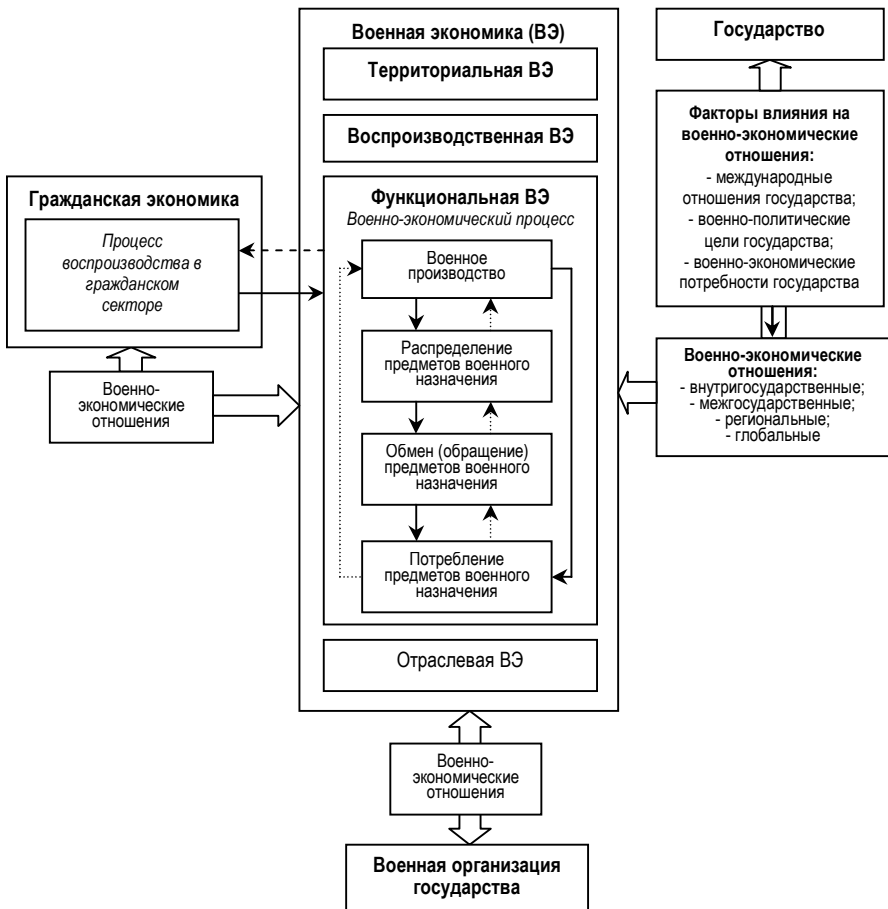 Военная экономика (ВЭ)
Территориальная ВЭ
Воспроизводственная ВЭ
Функциональная ВЭ
Военно-экономический процесс
Военное
производство
Распределение
предметов военного
назначения
Обмен (обращение)
предметов военного
назначения
Потребление
предметов военного
назначения
Отраслевая ВЭ
Гражданская экономика
Процесс
воспроизводства в
гражданском
секторе
Военно-
экономические
отношения
Государство
Факторы влияния на
военно-экономические
отношения:
- международные
отношения государства;
- военно-политические
цели государства;
- военно-экономические
потребности государства
Военно-экономические
отношения:
- внутригосударственные;
- межгосударственные;
- региональные;
- глобальные
Военно-
экономические
отношения
Военная организация
государства